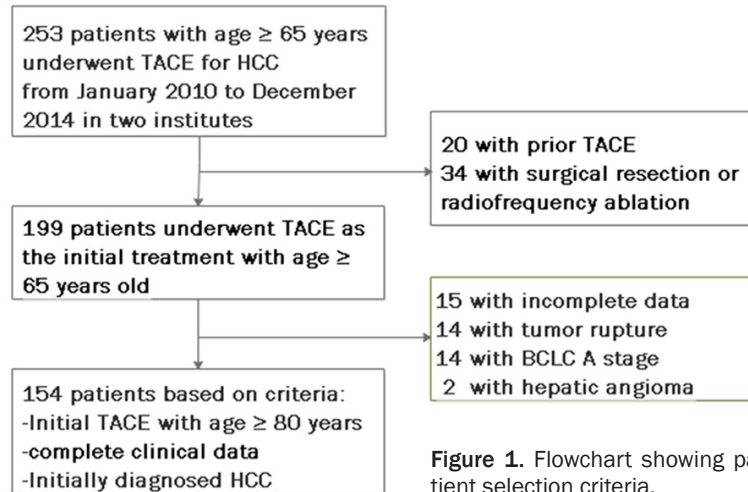 253 patients with age ≥ 65 years
underwent TACE for HCC
from January 2010 to December
2014 in two institutes
20 with prior TACE
34 with surgical resection or
radiofrequency ablation
199 patients underwent TACE as
the initial treatment with age ≥
65 years old
15 with incomplete data
14 with tumor rupture
14 with BCLC A stage
2 with hepatic angioma
154 patients based on criteria:
-Initial TACE with age ≥ 80 years
-complete clinical data
-Initially diagnosed HCC
Figure 1. Flowchart showing pa-
tient selection criteria.